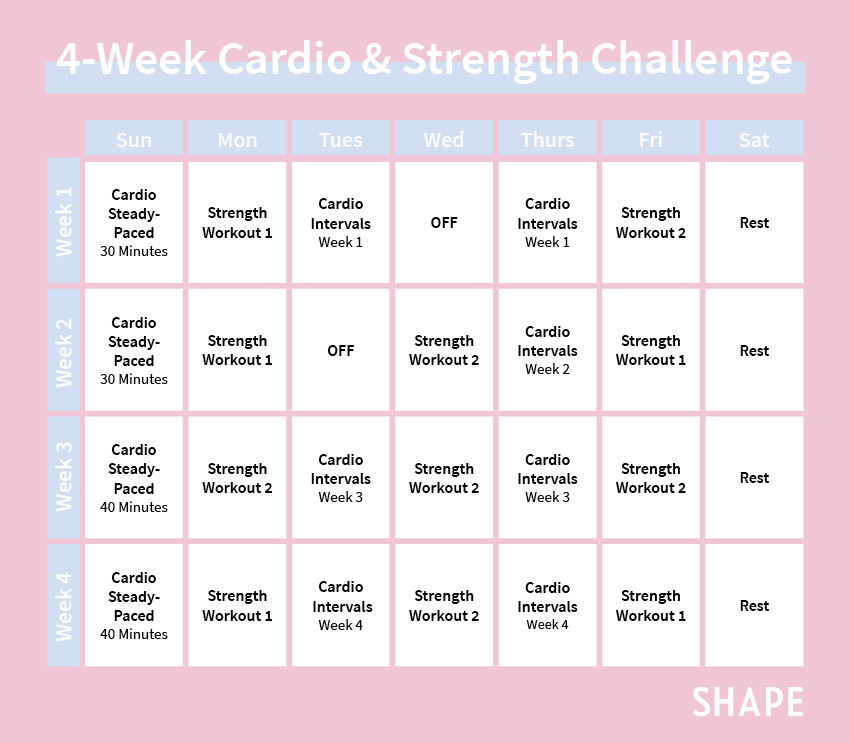 4-Week Cardio & Strength Challenge
Sun Mon Tues Wed Thurs Fri Sat
Week 1
Cardio
Steady-
Paced
30 Minutes
Strength
Workout 1
Cardio
Intervals
Week 1
OFF
Cardio
Intervals
Week 1
Strength
Workout 2
Rest
Week 2
Cardio
Steady-
Paced
30 Minutes
Strength
Workout 1
OFF
Strength
Workout 2
Cardio
Intervals
Week 2
Strength
Workout 1
Rest
Week 3
Cardio
Steady-
Paced
40 Minutes
Strength
Workout 2
Cardio
Intervals
Week 3
Strength
Workout 2
Cardio
Intervals
Week 3
Strength
Workout 2
Rest
Week 4
Cardio
Steady-
Paced
40 Minutes
Strength
Workout 1
Cardio
Intervals
Week 4
Strength
Workout 2
Cardio
Intervals
Week 4
Strength
Workout 1
Rest
SHAPE